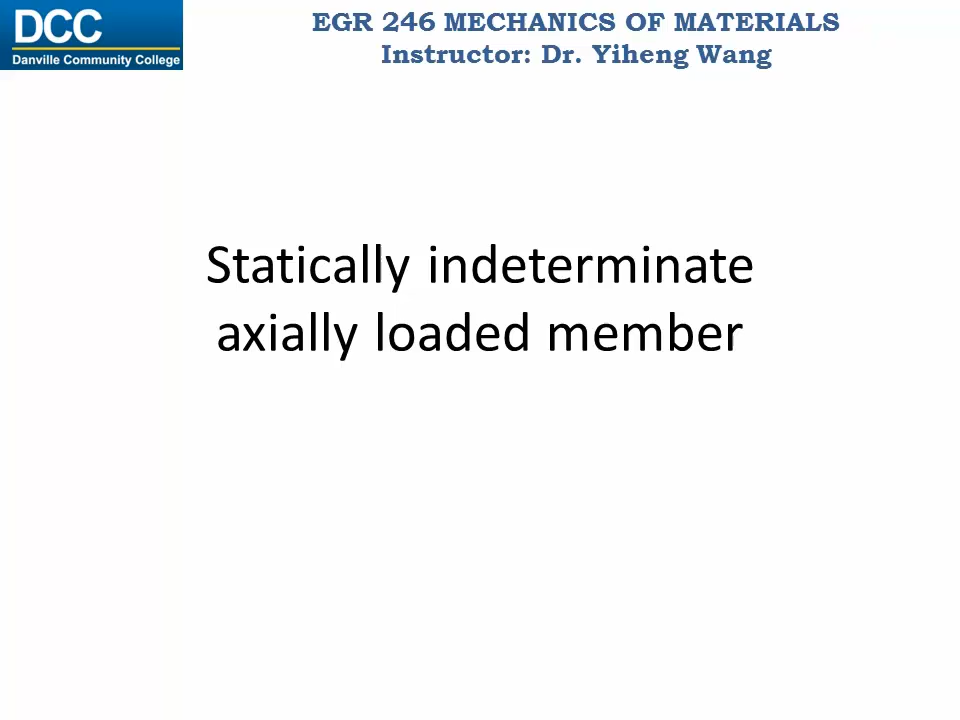 DCC
Danville Community College
EGR 246 MECHANICS OF MATERIALS
Instructor: Dr. Yiheng Wang
Statically indeterminate
axially loaded member